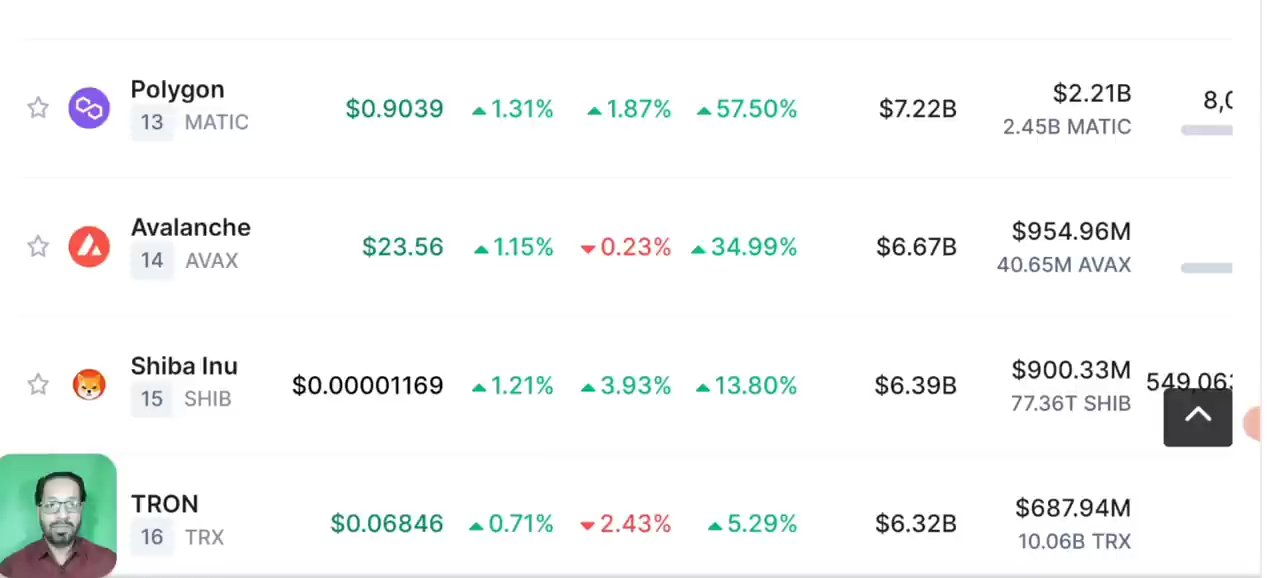 Polygon
13 MATIC $0.9039 1.31% 1.87% 57.50% $7.22B $2.21B
2.45B MATIC
Avalanche
14 AVAX $23.56 1.15% 0.23% 34.99% $6.67B $954.96M
40.65M AVAX
Shiba Inu
15 SHIB $0.00001169 1.21% 3.93% 13.80% $6.39B $900.33M
77.36T SHIB
TRON
16 TRX $0.06846 0.71% 2.43% 5.29% $6.32B $687.94M
10.06B TRX